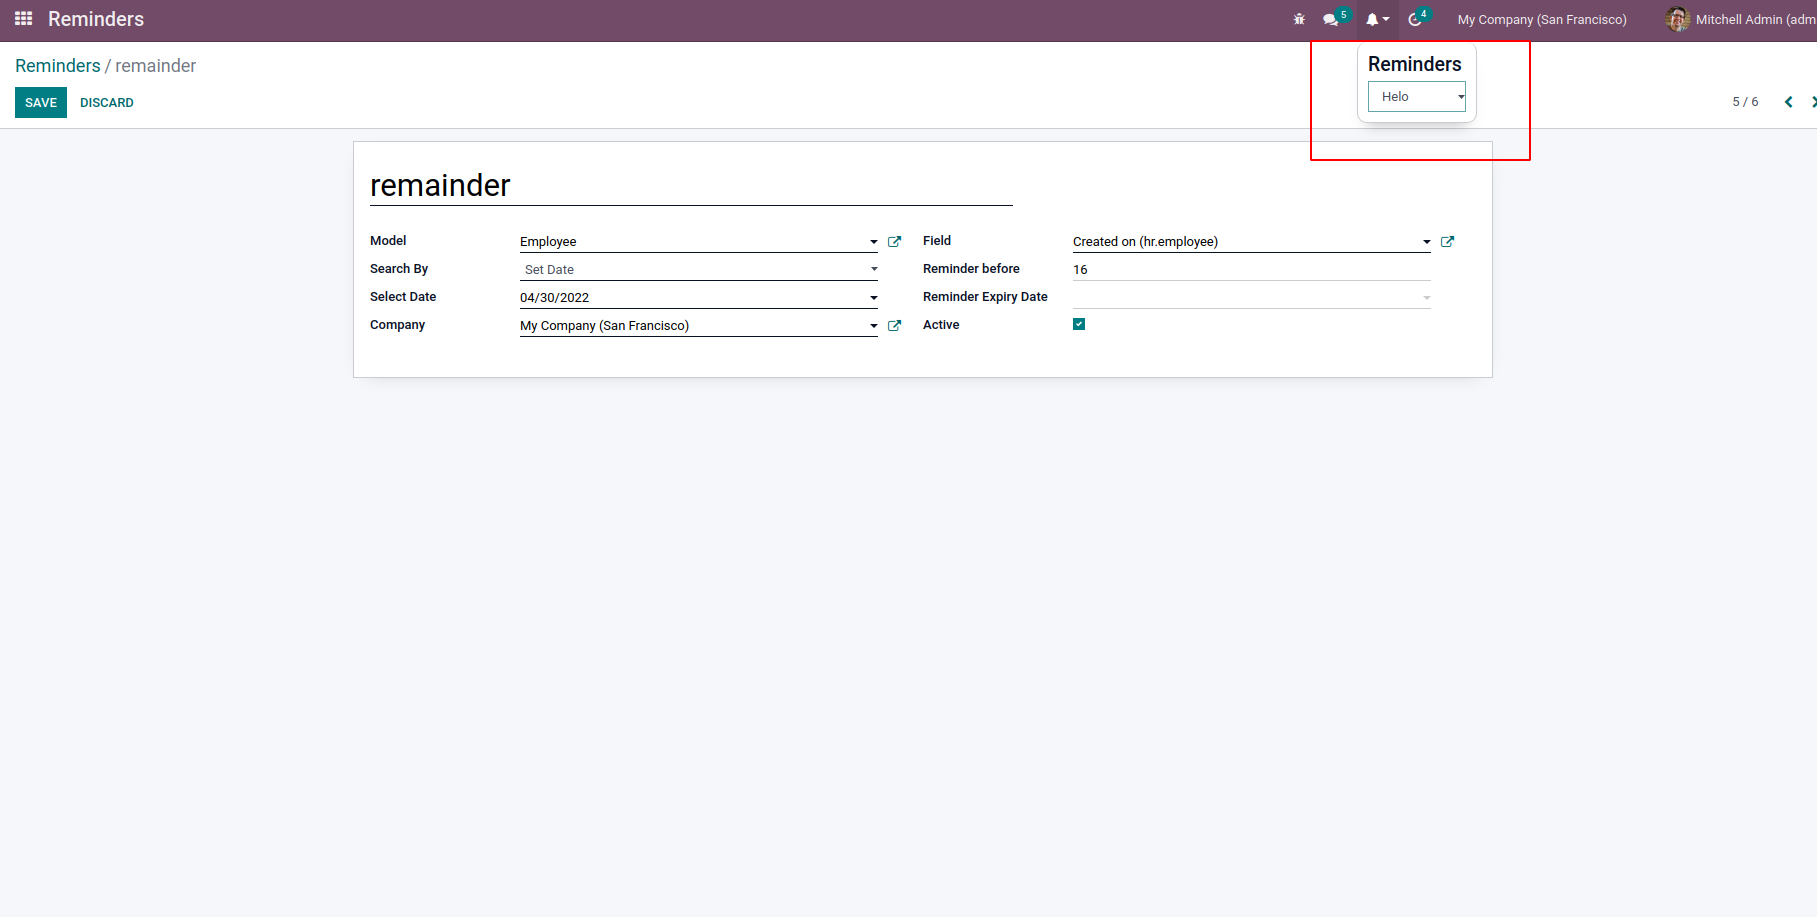 Reminders
5
4
My Company (San Francisco)
Mitchell Admin (adm
Reminders / remainder
SAVE DISCARD
Reminders
Helo
5 / 6
remainder
Model Employee
Field Created on (hr.employee)
Search By Set Date
Reminder before 16
Select Date 04/30/2022
Reminder Expiry Date
Company My Company (San Francisco)
Active